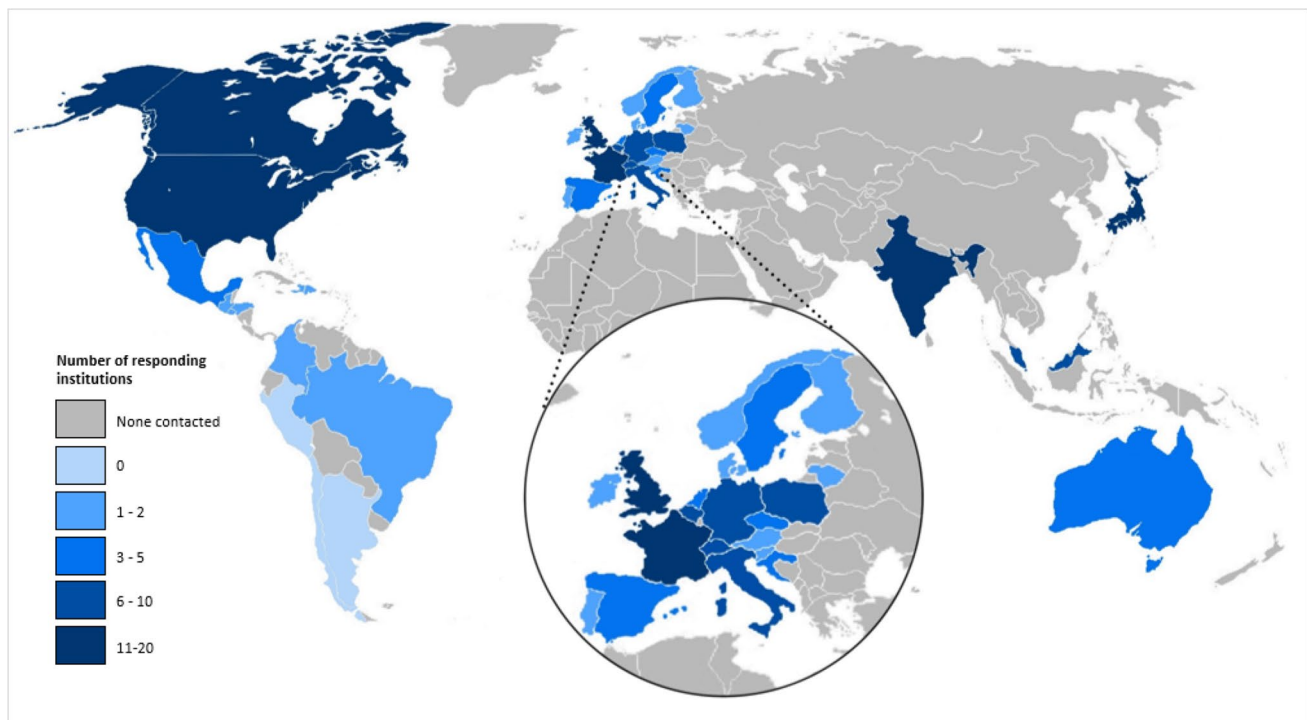 Number of responding
institutions
None contacted
0
1 - 2
3 - 5
6 - 10
11-20